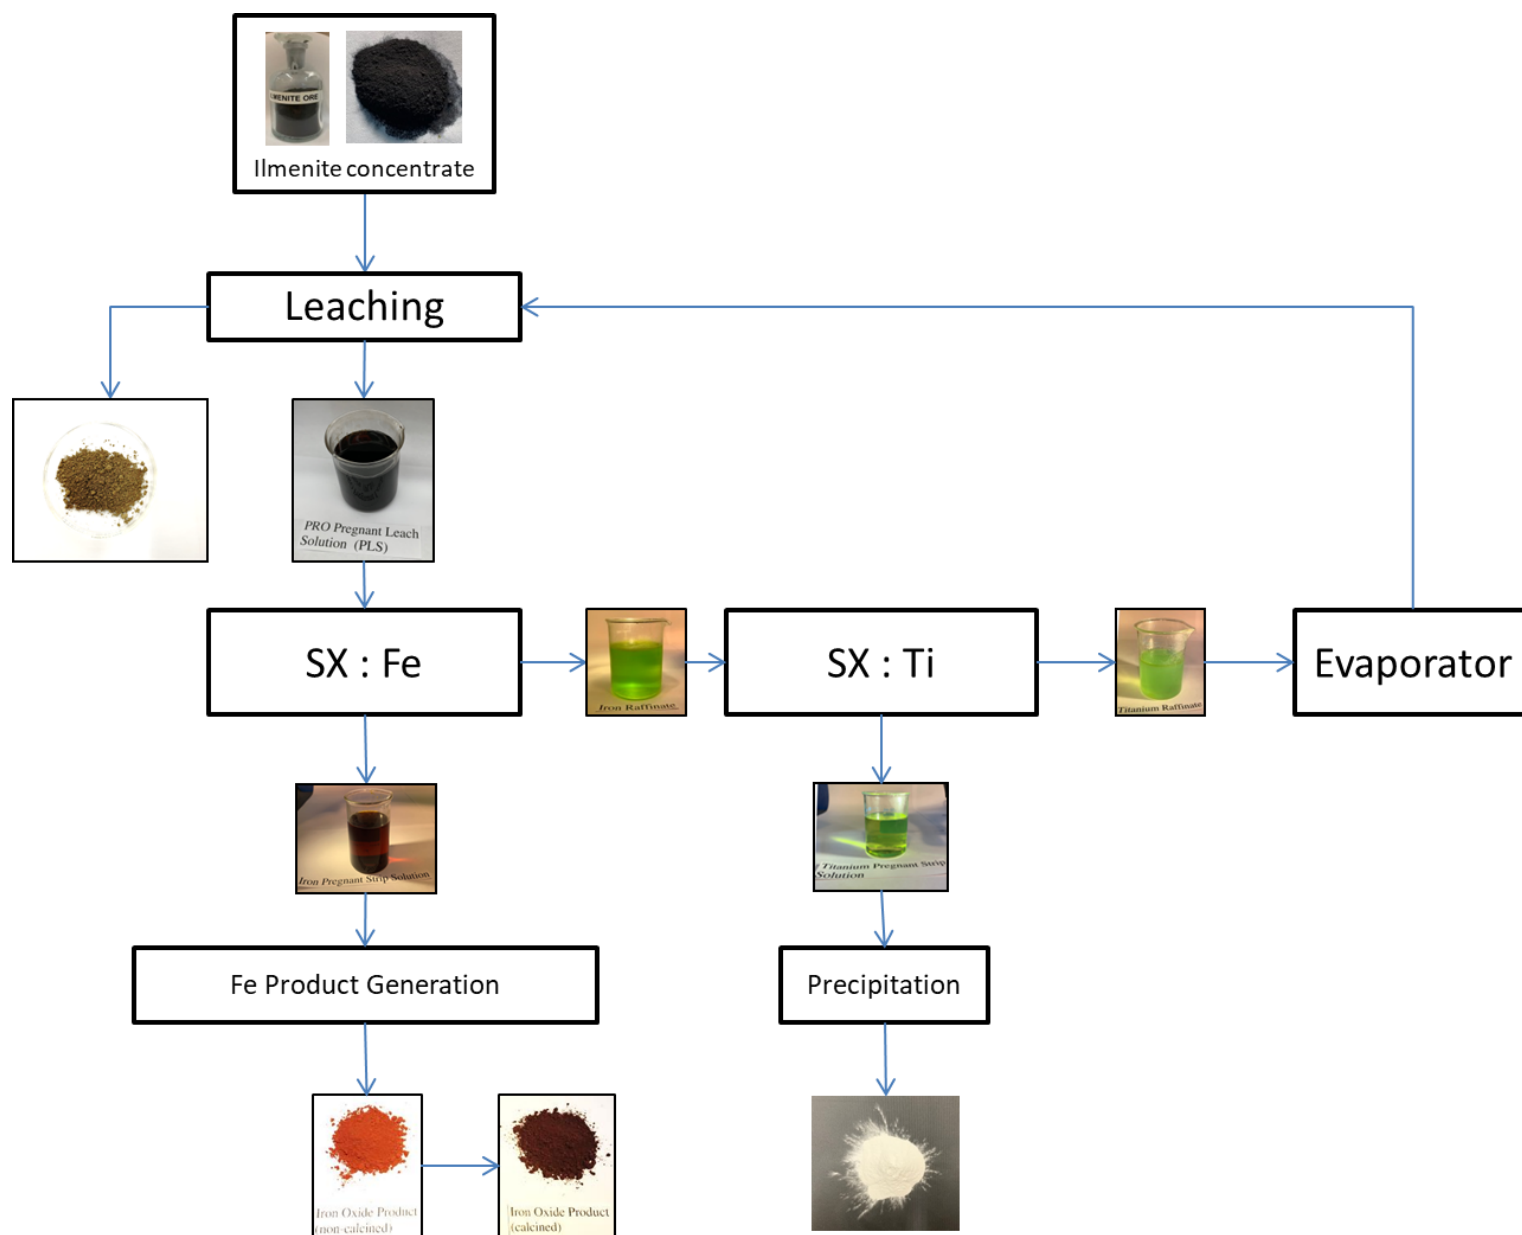 MENITE ORE
Ilmenite concentrate
Leaching
PRO Pregnant Leach
Solution (PLS)
SX : Fe
Iron Raffinate
SX : Ti
Titanium Raffinate
Evaporator
Iron Pregnant Strip Solution
Titanium Pregnant Strip
Solution
Fe Product Generation
Precipitation
Iron Oxide Product
(non-calcined)
Iron Oxide Product
(calcined)